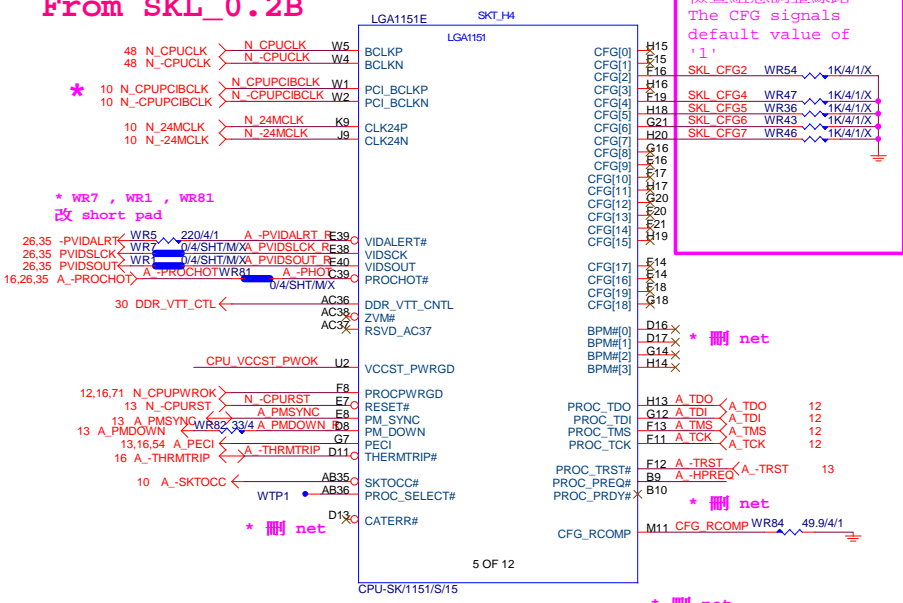 From SKL_0.2B
LGA1151E
SKT_H4
LGA1151
The CFG signals
default value of
'1'
48 N_CPUCLK N_CPUCLK W5 BCLKP
48 N_-CPUCLK N_-CPUCLK W4 BCLKN
* 10 N_CPUPCIBCLK N_CPUPCIBCLK W1 PCI_BCLKP
10 N_-CPUPCIBCLK N_-CPUPCIBCLK W2 PCI_BCLKN
10 N_24MCLK N_24MCLK K9 CLK24P
10 N_-24MCLK N_-24MCLK J9 CLK24N
* WR7 , WR1 , WR81
改 short pad
26,35 -PVIDALRT WR5 220/4/1 A_-PVIDALRT_R E39 VIDALERT#
26,35 PVIDSLCK WR7 0/4/SHT/M/X A_PVIDSLCK_R E38 VIDSCK
26,35 PVIDSOUT WR1 0/4/SHT/M/X A_PVIDSOUT_R E40 VIDSOUT
16,26,35 A_-PROCHOT A_-PROCHOT WR81 0/4/SHT/M/X A_-PHOT C39 PROCHOT#
30 DDR_VTT_CTL AC36 DDR_VTT_CNTL
AC38 ZVM#
AC37 RSVD_AC37
CPU_VCCST_PWOK U2 VCCST_PWRGD
12,16,71 N_CPUPWROK F8 PROCPWRGD
13 N_-CPURST N_-CPURST E7 RESET#
13 A_PMSYNC A_PMSYNC E8 PM_SYNC
13 A_PMDOWN WR82 33/4 A_PMDOWN_R D8 PM_DOWN
13,16,54 A_PECI G7 PECI
16 A_-THRMTRIP A_-THRMTRIP D11 THERMTRIP#
10 A_-SKTOCC AB35 SKTOCC#
WTP1 AB36 PROC_SELECT#
* 刪 net D13 CATERR#
CFG[0] H15
CFG[1] F15
CFG[2] F16 SKL_CFG2 WR54 1K/4/1/X
CFG[3] H16
CFG[4] F19 SKL_CFG4 WR47 1K/4/1/X
CFG[5] H18 SKL_CFG5 WR36 1K/4/1/X
CFG[6] G21 SKL_CFG6 WR43 1K/4/1/X
CFG[7] H20 SKL_CFG7 WR46 1K/4/1/X
CFG[8] G16
CFG[9] E16
CFG[10] F17
CFG[11] H17
CFG[12] G20
CFG[13] F20
CFG[14] F21
CFG[15] H19
CFG[17] F14
CFG[16] E14
CFG[19] F18
CFG[18] G18
BPM#[0] D16
BPM#[1] D17 * 刪 net
BPM#[2] G14
BPM#[3] H14
PROC_TDO H13 A_TDO A_TDO 12
PROC_TDI G12 A_TDI A_TDI 12
PROC_TMS F13 A_TMS A_TMS 12
PROC_TCK F11 A_TCK A_TCK 12
PROC_TRST# F12 A_-TRST A_-TRST 13
PROC_PREQ# B9 A_-HPREQ
PROC_PRDY# B10
* 刪 net
CFG_RCOMP M11 CFG_RCOMP WR84 49.9/4/1
5 OF 12
CPU-SK/1151/S/15